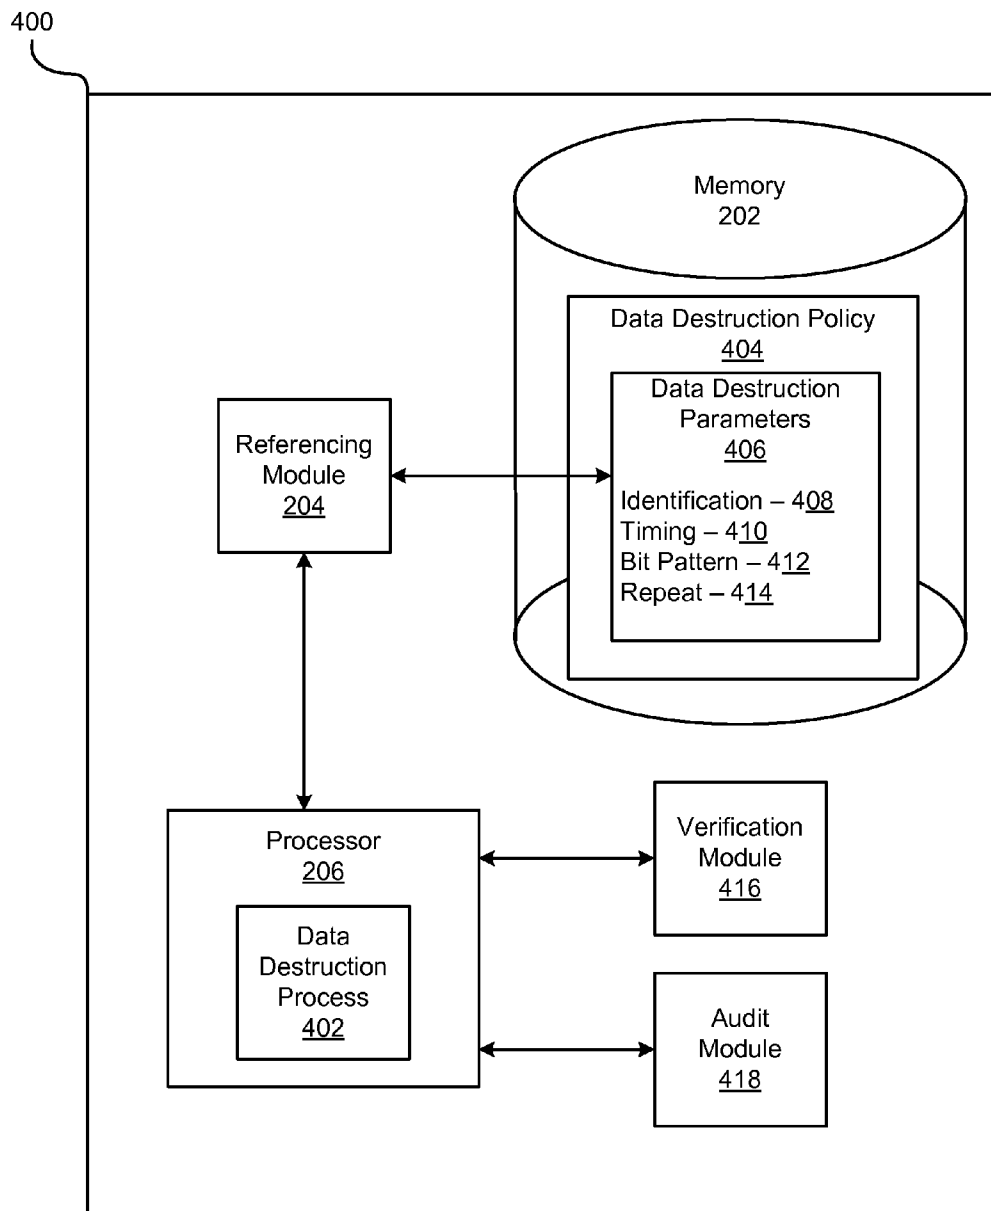 400
Memory
202
Data Destruction Policy
404
Data Destruction
Parameters
406
Identification – 408
Timing – 410
Bit Pattern – 412
Repeat – 414
Referencing
Module
204
Processor
206
Data
Destruction
Process
402
Verification
Module
416
Audit
Module
418